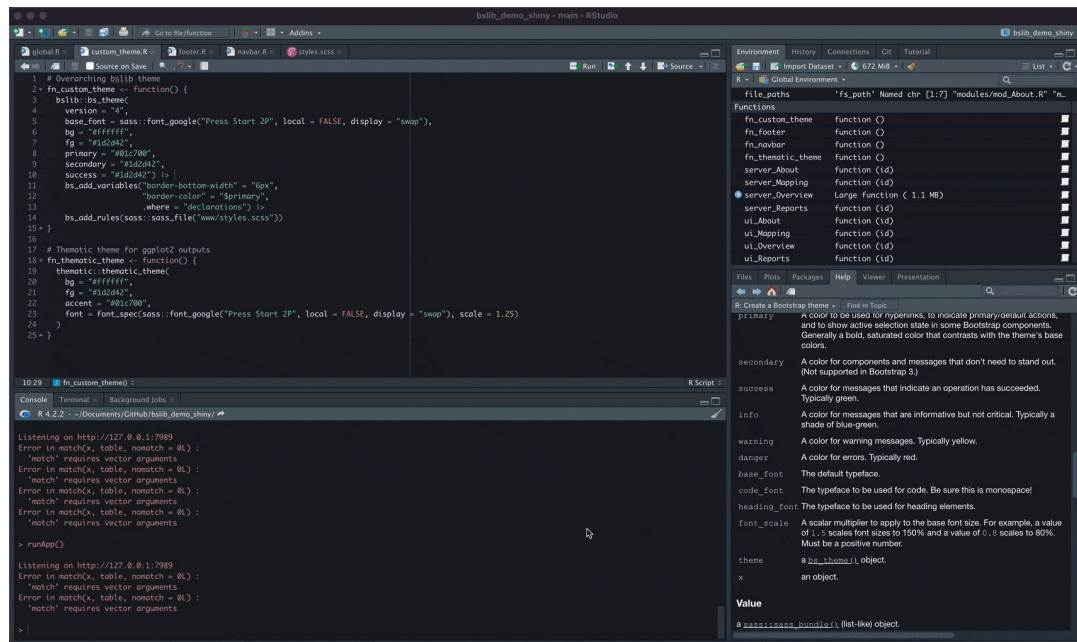 bslib_demo_shiny - main - RStudio
Go to file/function
Addins
bslib_demo_shiny
global.R
custom_theme.R
footer.R
navbar.R
styles.scss
Source on Save
Run
Source
1 # Overarching bslib theme
2 fn_custom_theme <- function() {
3 bslib::bs_theme(
4 version = "4",
5 base_font = sass::font_google("Press Start 2P", local = FALSE, display = "swap"),
6 bg = "#ffffff",
7 fg = "#1d2d42",
8 primary = "#01c700",
9 secondary = "#1d2d42",
10 success = "#1d2d42") |>
11 bs_add_variables("border-bottom-width" = "6px",
12 "border-color" = "$primary",
13 .where = "declarations") |>
14 bs_add_rules(sass::sass_file("www/styles.scss"))
15 }
16
17 # Thematic theme for ggplot2 outputs
18 fn_thematic_theme <- function() {
19 thematic::thematic_theme(
20 bg = "#ffffff",
21 fg = "#1d2d42",
22 accent = "#01c700",
23 font = font_spec(sass::font_google("Press Start 2P", local = FALSE, display = "swap"), scale = 1.25)
24 )
25 }
10:29 fn_custom_theme()
R Script
Console Terminal Background Jobs
R 4.2.2 · ~/Documents/GitHub/bslib_demo_shiny/
Listening on http://127.0.0.1:7989
Error in match(x, table, nomatch = 0L) :
'match' requires vector arguments
Error in match(x, table, nomatch = 0L) :
'match' requires vector arguments
Error in match(x, table, nomatch = 0L) :
'match' requires vector arguments
Error in match(x, table, nomatch = 0L) :
'match' requires vector arguments
> runApp()
Listening on http://127.0.0.1:7989
Error in match(x, table, nomatch = 0L) :
'match' requires vector arguments
Error in match(x, table, nomatch = 0L) :
'match' requires vector arguments
>
Environment History Connections Git Tutorial
Import Dataset 672 MiB List
R Global Environment
file_paths 'fs_path' Named chr [1:7] "modules/mod_About.R" "m…
Functions
fn_custom_theme function ()
fn_footer function ()
fn_navbar function ()
fn_thematic_theme function ()
server_About function (id)
server_Mapping function (id)
server_Overview Large function ( 1.1 MB)
server_Reports function (id)
ui_About function (id)
ui_Mapping function (id)
ui_Overview function (id)
ui_Reports function (id)
Files Plots Packages Help Viewer Presentation
R: Create a Bootstrap theme Find in Topic
primary A color to be used for hyperlinks, to indicate primary/default actions,
and to show active selection state in some Bootstrap components.
Generally a bold, saturated color that contrasts with the theme's base
colors.
secondary A color for components and messages that don't need to stand out.
(Not supported in Bootstrap 3.)
success A color for messages that indicate an operation has succeeded.
Typically green.
info A color for messages that are informative but not critical. Typically a
shade of blue-green.
warning A color for warning messages. Typically yellow.
danger A color for errors. Typically red.
base_font The default typeface.
code_font The typeface to be used for code. Be sure this is monospace!
heading_font The typeface to be used for heading elements.
font_scale A scalar multiplier to apply to the base font size. For example, a value
of 1.5 scales font sizes to 150% and a value of 0.8 scales to 80%.
Must be a positive number.
theme a bs_theme() object.
x an object.
Value
a sass::sass_bundle() (list-like) object.